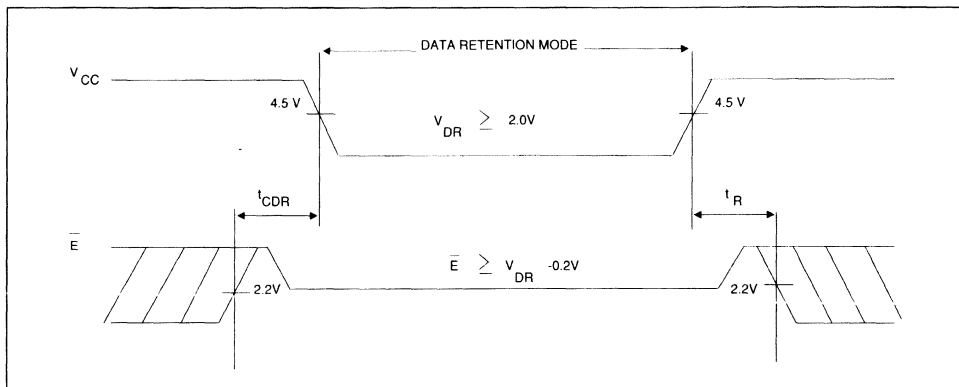 DATA RETENTION MODE
VCC
4.5 V
4.5 V
VDR ≥ 2.0V
tCDR
tR
E̅
E̅ ≥ VDR -0.2V
2.2V
2.2V